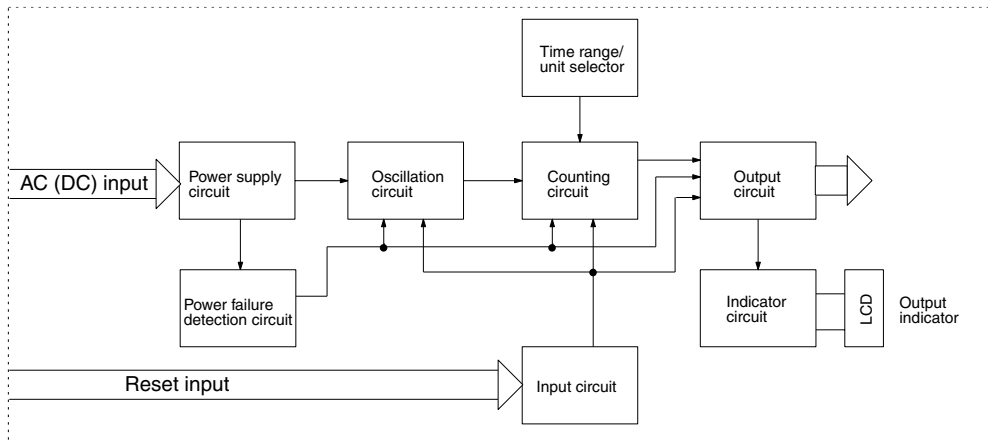 Time range/
unit selector
AC (DC) input
Power supply
circuit
Oscillation
circuit
Counting
circuit
Output
circuit
Power failure
detection circuit
Indicator
circuit
LCD
Output
indicator
Reset input
Input circuit